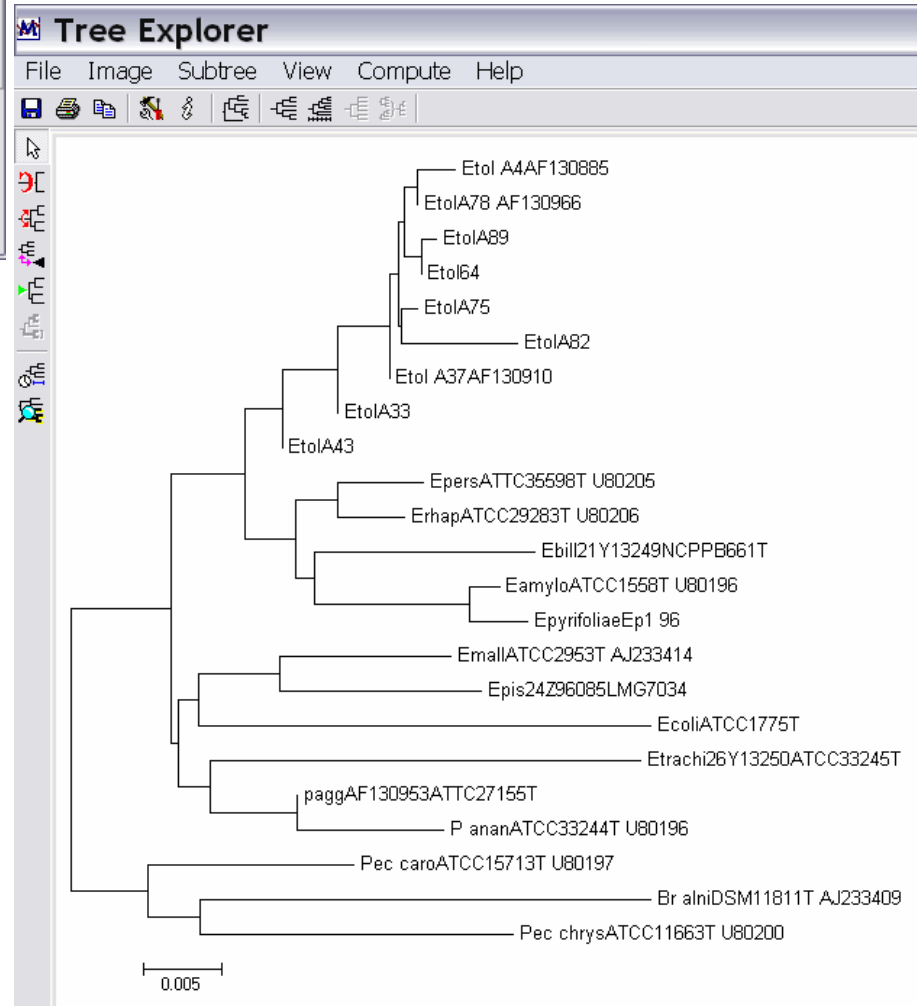 Tree Explorer
File Image Subtree View Compute Help
Etol A4AF130885
EtolA78 AF130966
EtolA89
Etol64
EtolA75
EtolA82
Etol A37AF130910
EtolA33
EtolA43
EpersATTC35598T U80205
ErhapATCC29283T U80206
Ebill21Y13249NCPPB661T
EamyloATCC1558T U80196
EpyrifoliaeEp1 96
EmallATCC2953T AJ233414
Epis24Z96085LMG7034
EcoliATCC1775T
Etrachi26Y13250ATCC33245T
paggAF130953ATTC27155T
P ananATCC33244T U80196
Pec caroATCC15713T U80197
Br alniDSM11811T AJ233409
Pec chrysATCC11663T U80200
0.005